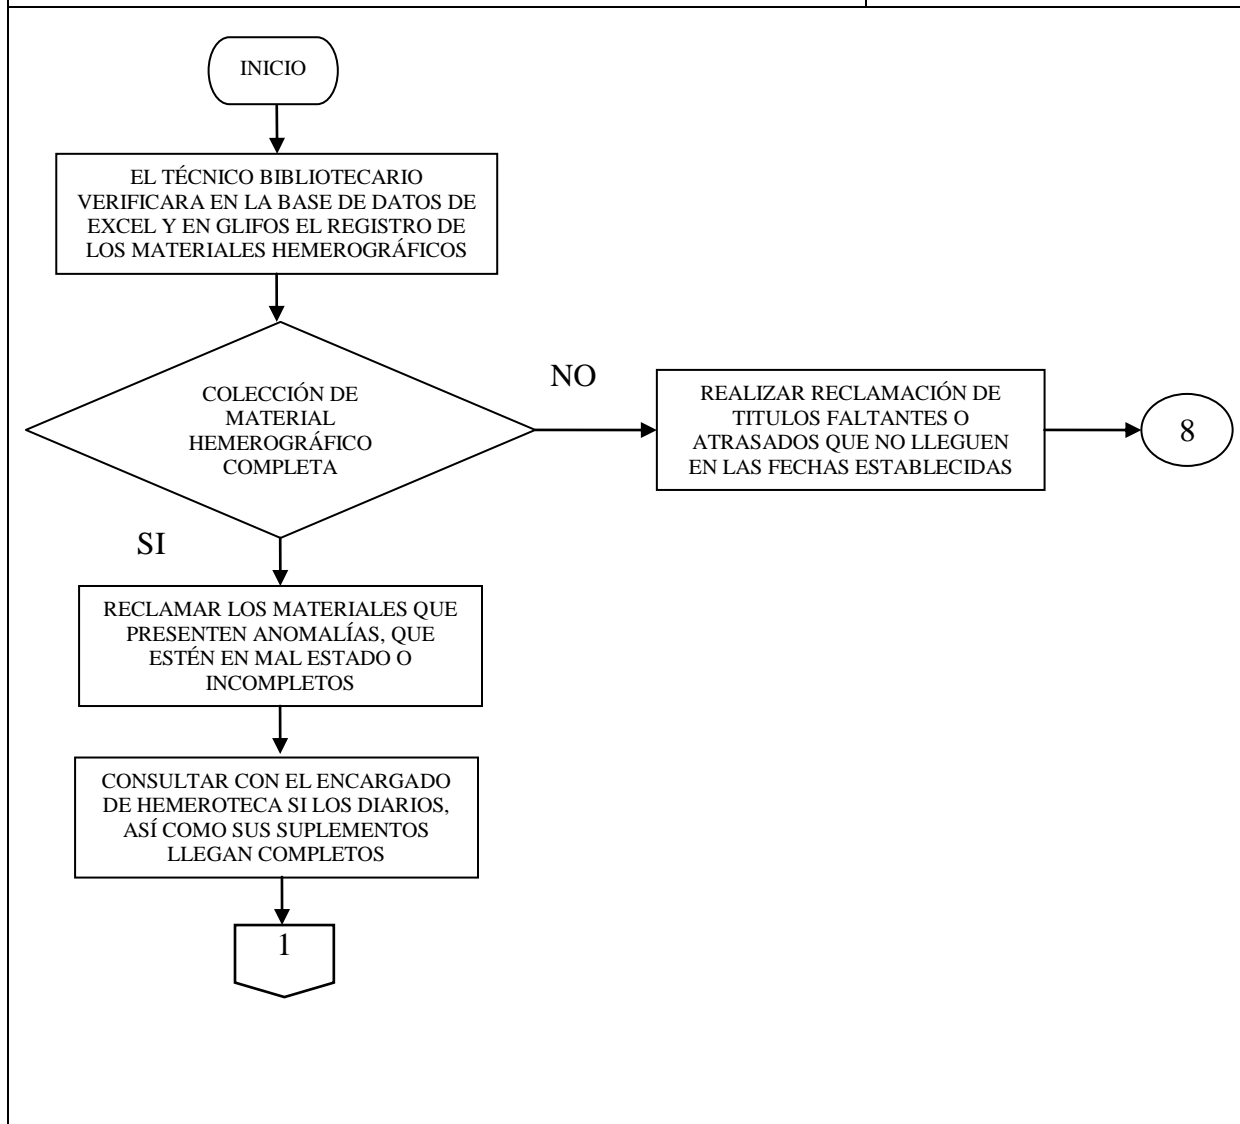 INICIO
EL TÉCNICO BIBLIOTECARIO
VERIFICARA EN LA BASE DE DATOS DE
EXCEL Y EN GLIFOS EL REGISTRO DE
LOS MATERIALES HEMEROGRÁFICOS
COLECCIÓN DE
MATERIAL
HEMEROGRÁFICO
COMPLETA
NO
REALIZAR RECLAMACIÓN DE
TITULOS FALTANTES O
ATRASADOS QUE NO LLEGUEN
EN LAS FECHAS ESTABLECIDAS
8
SI
RECLAMAR LOS MATERIALES QUE
PRESENTEN ANOMALÍAS, QUE
ESTÉN EN MAL ESTADO O
INCOMPLETOS
CONSULTAR CON EL ENCARGADO
DE HEMEROTECA SI LOS DIARIOS,
ASÍ COMO SUS SUPLEMENTOS
LLEGAN COMPLETOS
1